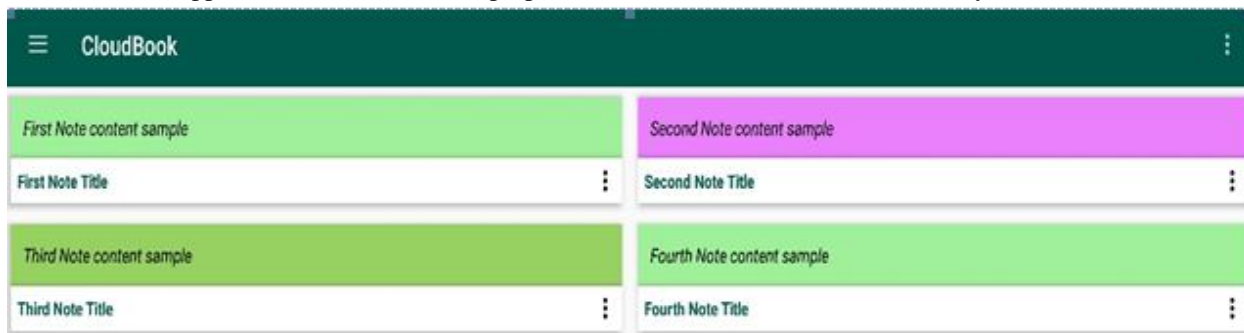 CloudBook
First Note content sample
Second Note content sample
First Note Title
Second Note Title
Third Note content sample
Fourth Note content sample
Third Note Title
Fourth Note Title